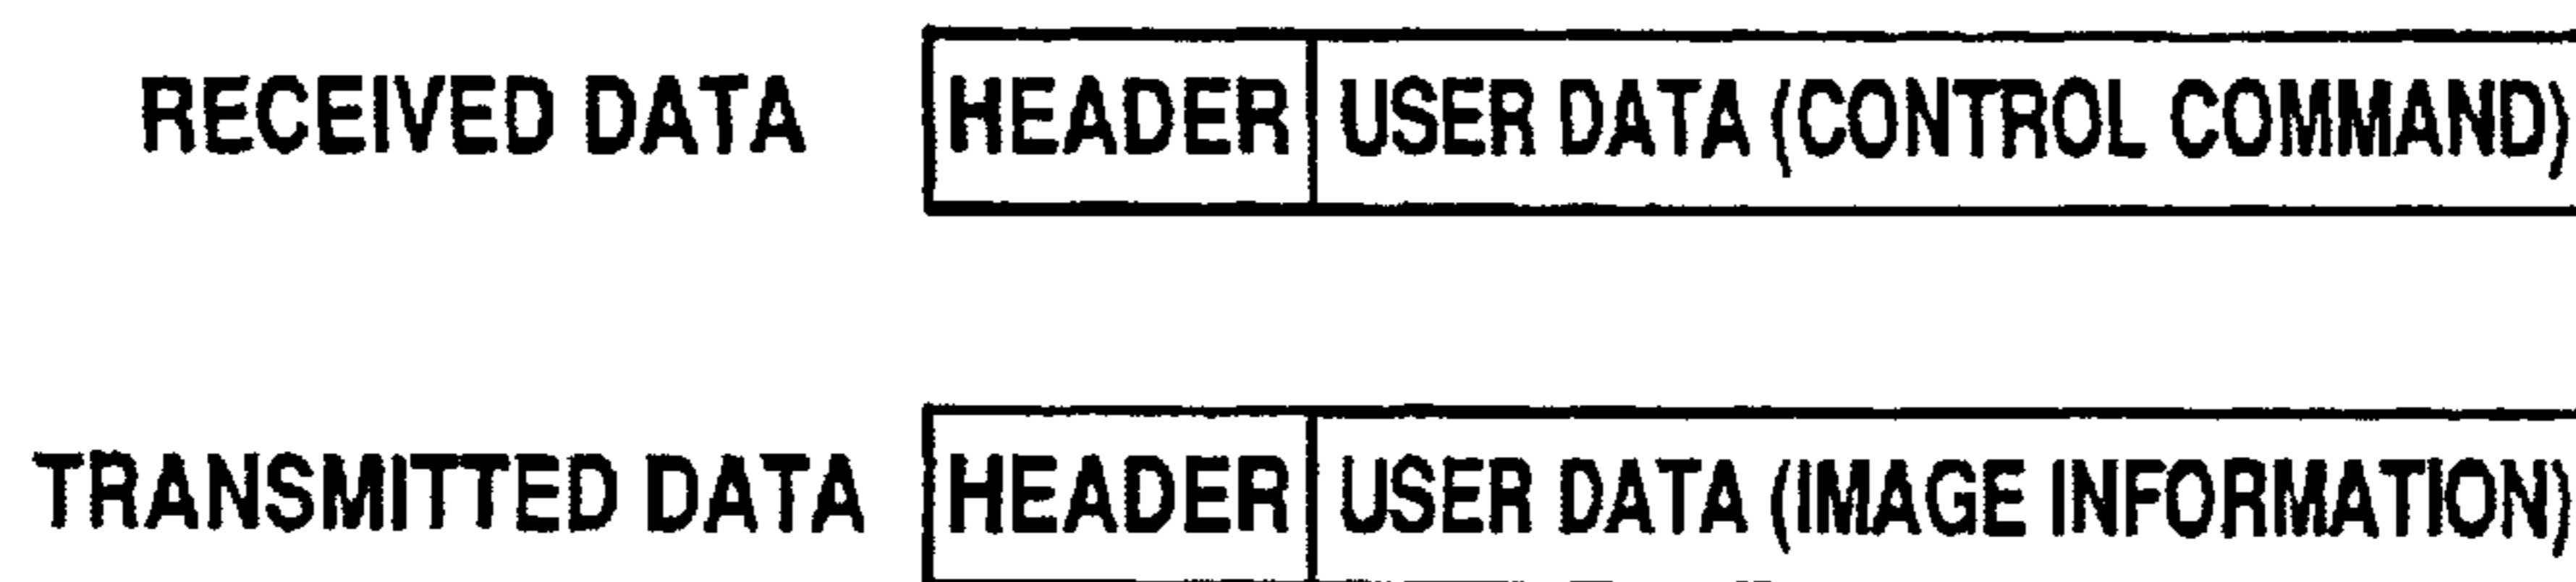 RECEIVED DATA HEADER USER DATA (CONTROL COMMAND)
TRANSMITTED DATA HEADER USER DATA (IMAGE INFORMATION)